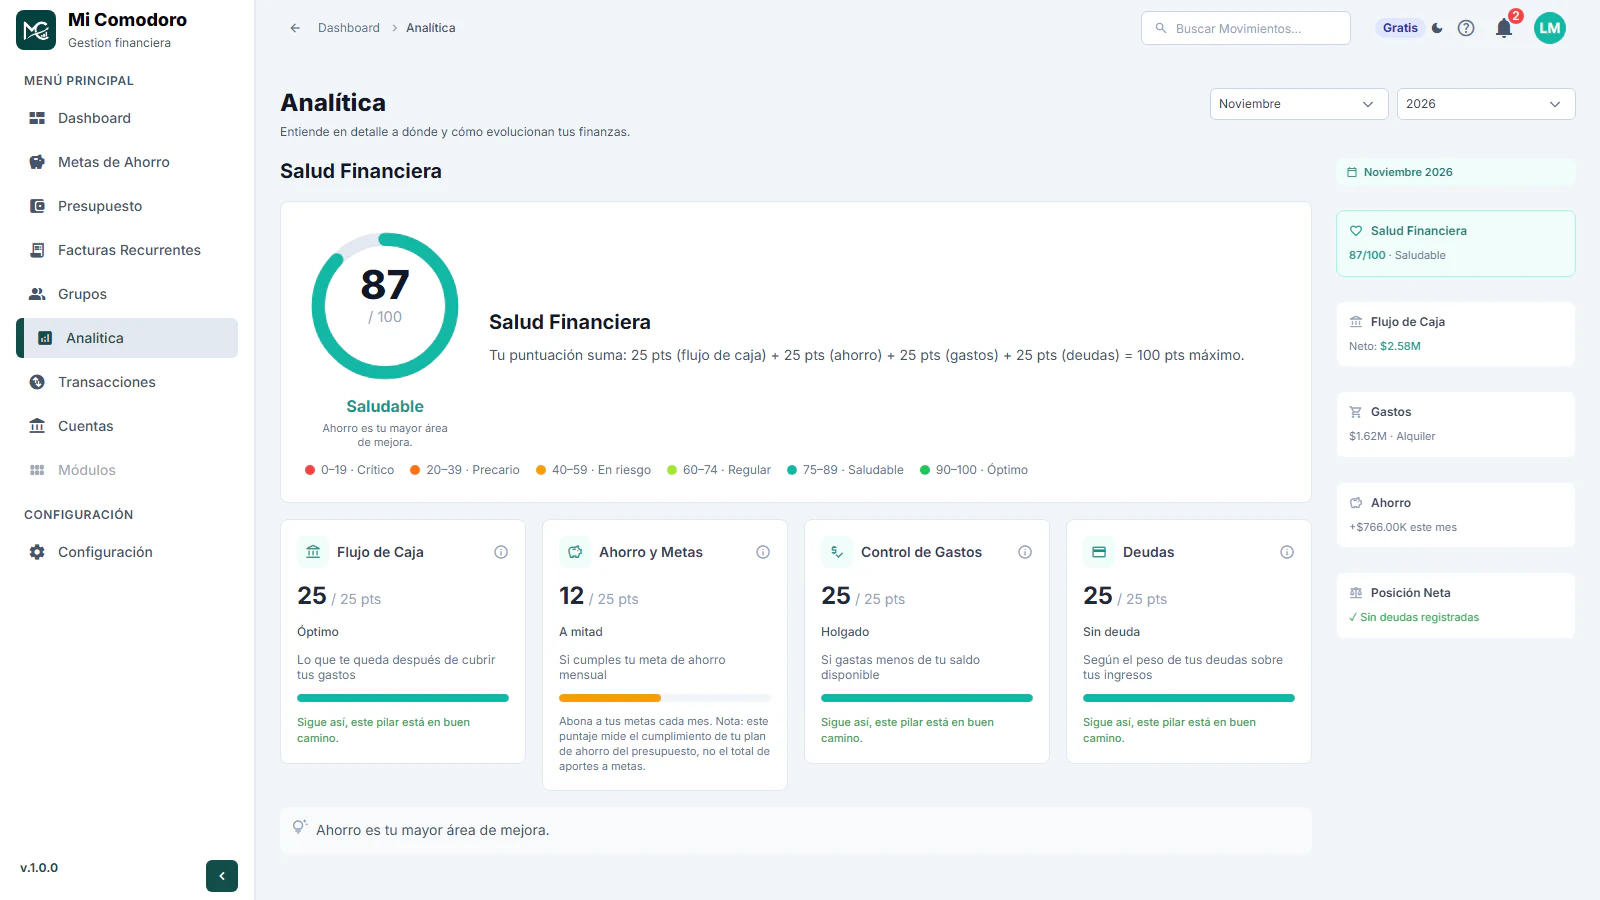 Mi Comodoro
Gestion financiera
MENÚ PRINCIPAL
Dashboard
Metas de Ahorro
Presupuesto
Facturas Recurrentes
Grupos
Analitica
Transacciones
Cuentas
Módulos
CONFIGURACIÓN
Configuración
v.1.0.0
Dashboard > Analítica
Buscar Movimientos...
Gratis
2
LM
Analítica
Entiende en detalle a dónde y cómo evolucionan tus finanzas.
Noviembre
2026
Salud Financiera
87
/ 100
Saludable
Ahorro es tu mayor área
de mejora.
Salud Financiera
Tu puntuación suma: 25 pts (flujo de caja) + 25 pts (ahorro) + 25 pts (gastos) + 25 pts (deudas) = 100 pts máximo.
0–19 · Crítico
20–39 · Precario
40–59 · En riesgo
60–74 · Regular
75–89 · Saludable
90–100 · Óptimo
Flujo de Caja
25 / 25 pts
Óptimo
Lo que te queda después de cubrir
tus gastos
Sigue así, este pilar está en buen
camino.
Ahorro y Metas
12 / 25 pts
A mitad
Si cumples tu meta de ahorro
mensual
Abona a tus metas cada mes. Nota: este
puntaje mide el cumplimiento de tu plan
de ahorro del presupuesto, no el total de
aportes a metas.
Control de Gastos
25 / 25 pts
Holgado
Si gastas menos de tu saldo
disponible
Sigue así, este pilar está en buen
camino.
Deudas
25 / 25 pts
Sin deuda
Según el peso de tus deudas sobre
tus ingresos
Sigue así, este pilar está en buen
camino.
Ahorro es tu mayor área de mejora.
Noviembre 2026
Salud Financiera
87/100 · Saludable
Flujo de Caja
Neto: $2.58M
Gastos
$1.62M · Alquiler
Ahorro
+$766.00K este mes
Posición Neta
✓ Sin deudas registradas